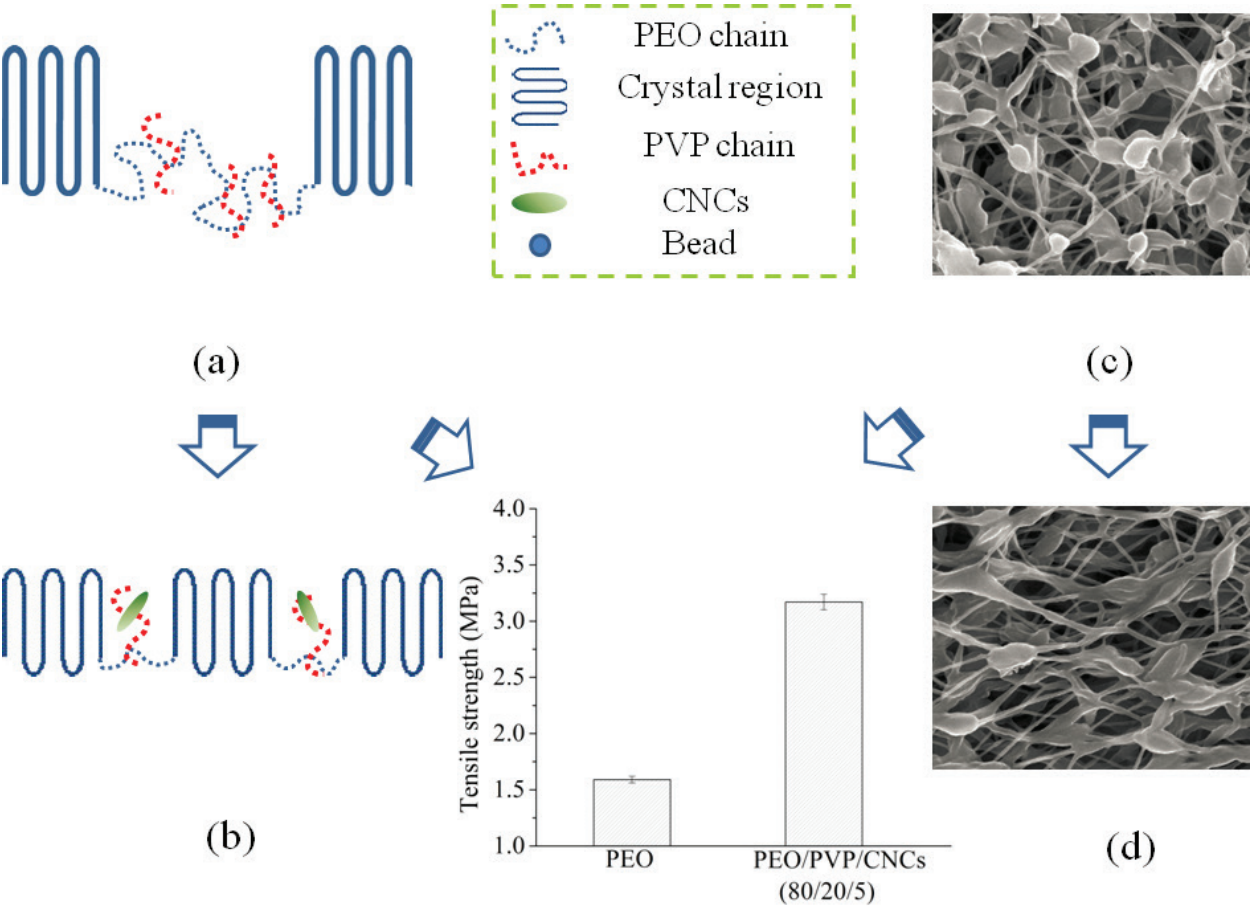 PEO chain
Crystal region
PVP chain
CNCs
Bead
(a)
(c)
4.0
3.5
3.0
2.5
2.0
1.5
1.0
Tensile strength (MPa)
PEO
PEO/PVP/CNCs
(80/20/5)
(b)
(d)